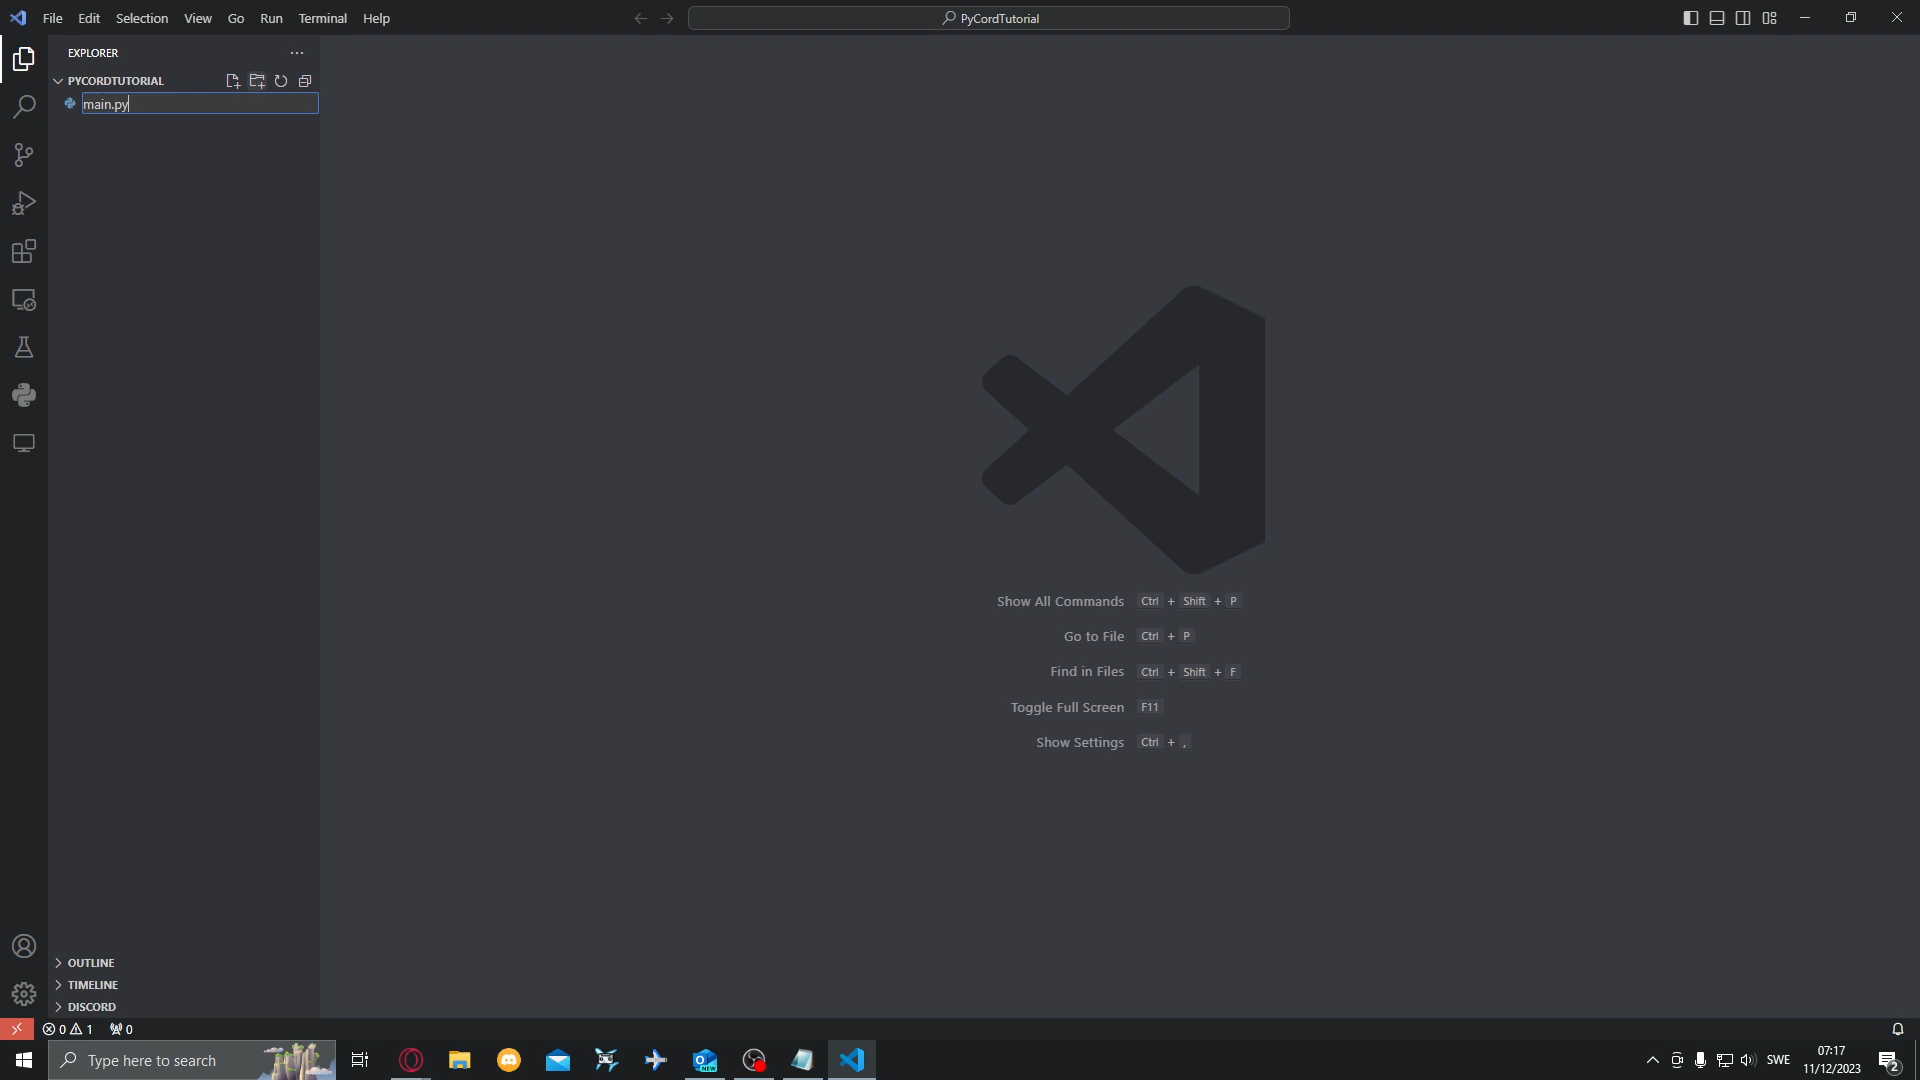 File Edit Selection View Go Run Terminal Help
PyCordTutorial
EXPLORER
PYCORDTUTORIAL
main.py
Show All Commands Ctrl + Shift + P
Go to File Ctrl + P
Find in Files Ctrl + Shift + F
Toggle Full Screen F11
Show Settings Ctrl + ,
OUTLINE
TIMELINE
DISCORD
0 1 0
Type here to search
NEW
SWE
07:17
11/12/2023
2